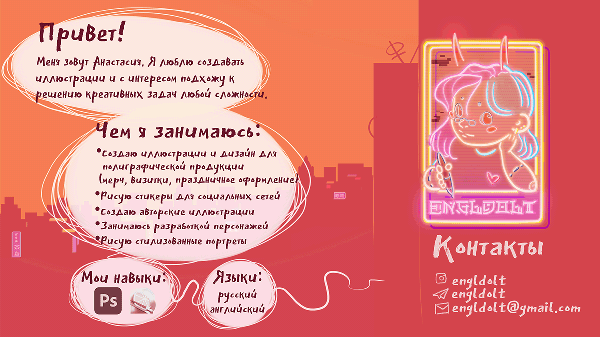 Привет!
Меня зовут Анастасия. Я люблю создавать
иллюстрации и с интересом подхожу к
решению креативных задач любой сложности.
Чем я занимаюсь:
•Создаю иллюстрации и дизайн для
полиграфической продукции
(мерч, визитки, праздничное оформление)
•Рисую стикеры для социальных сетей
•Создаю авторские иллюстрации
•Занимаюсь разработкой персонажей
•Рисую стилизованные портреты
Мои навыки:
Ps
Языки:
русский
английский
ENGLDOLT
Контакты
engldolt
engldolt
engldolt@gmail.com